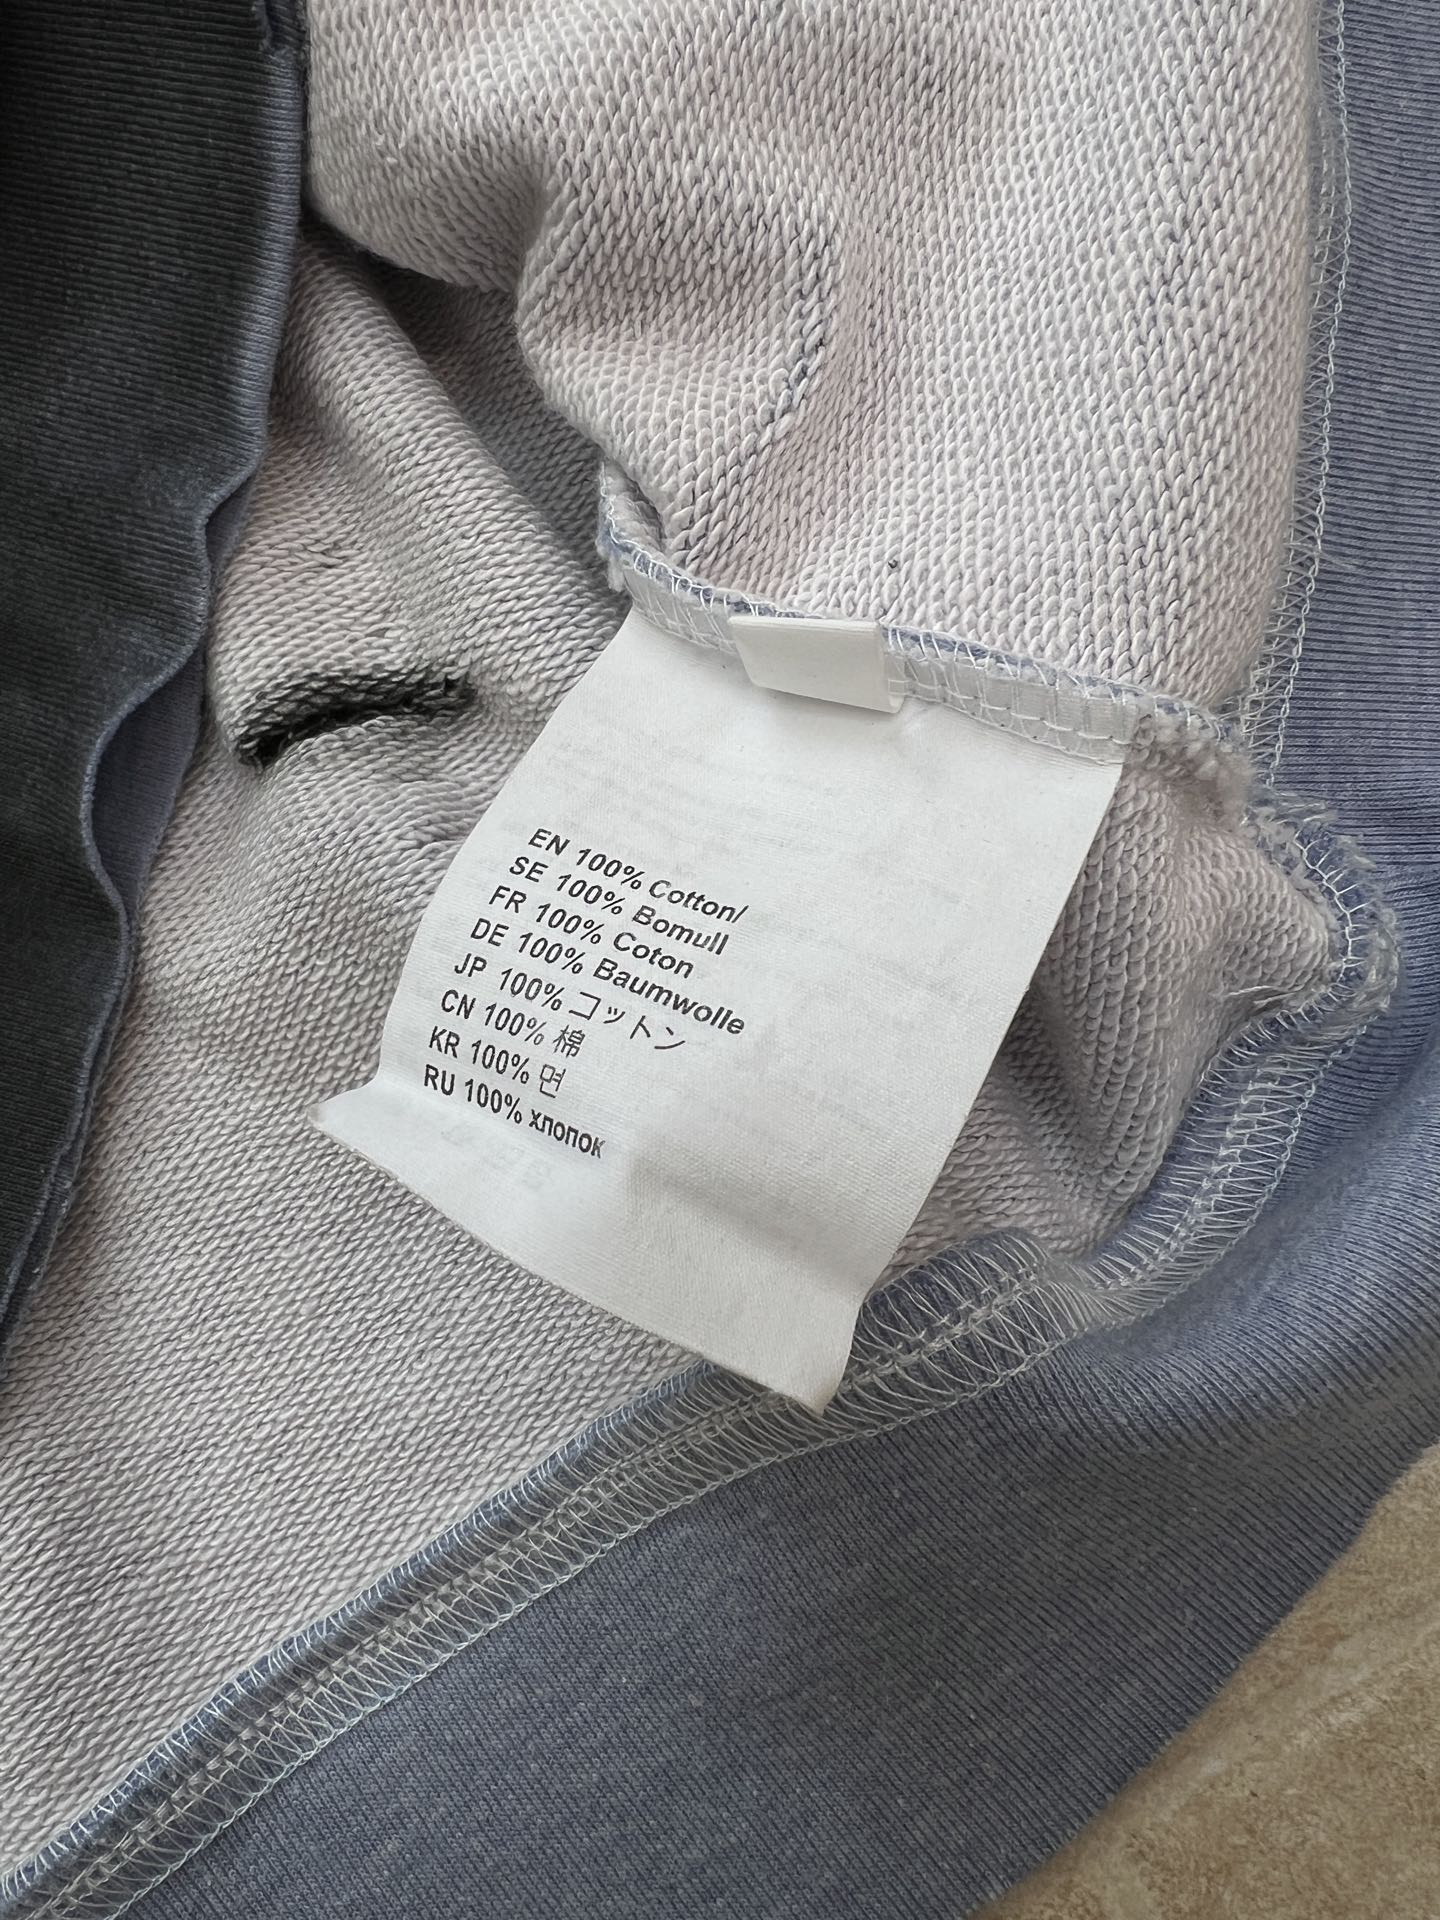 EN 100% Cotton/
SE 100% Bomull
FR 100% Coton
DE 100% Baumwolle
JP 100% コットン
CN 100% 棉
KR 100% 면
RU 100% хлопок